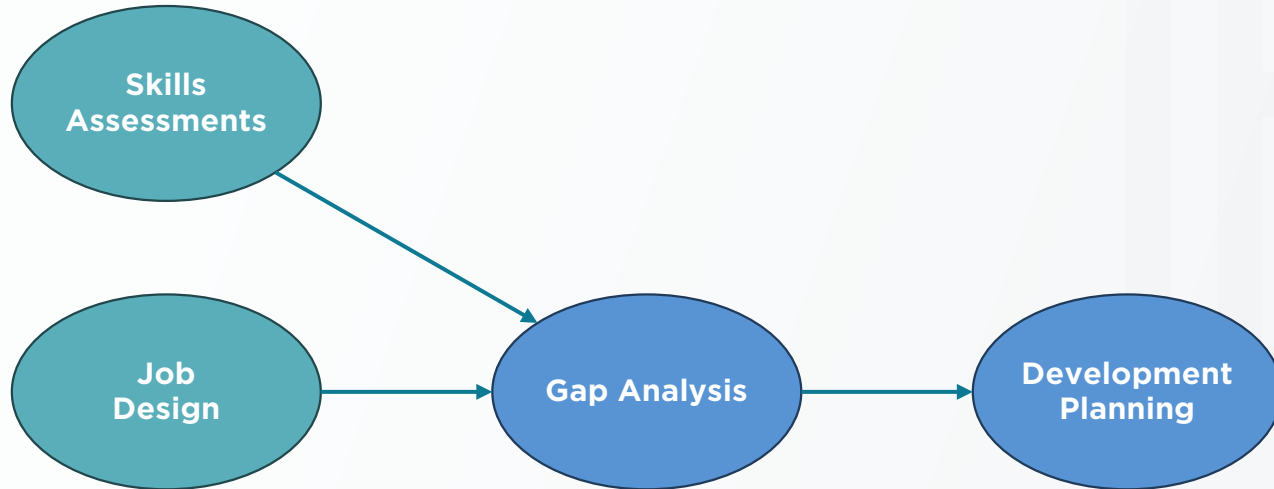 Skills
Assessments
Job
Design
Gap Analysis
Development
Planning